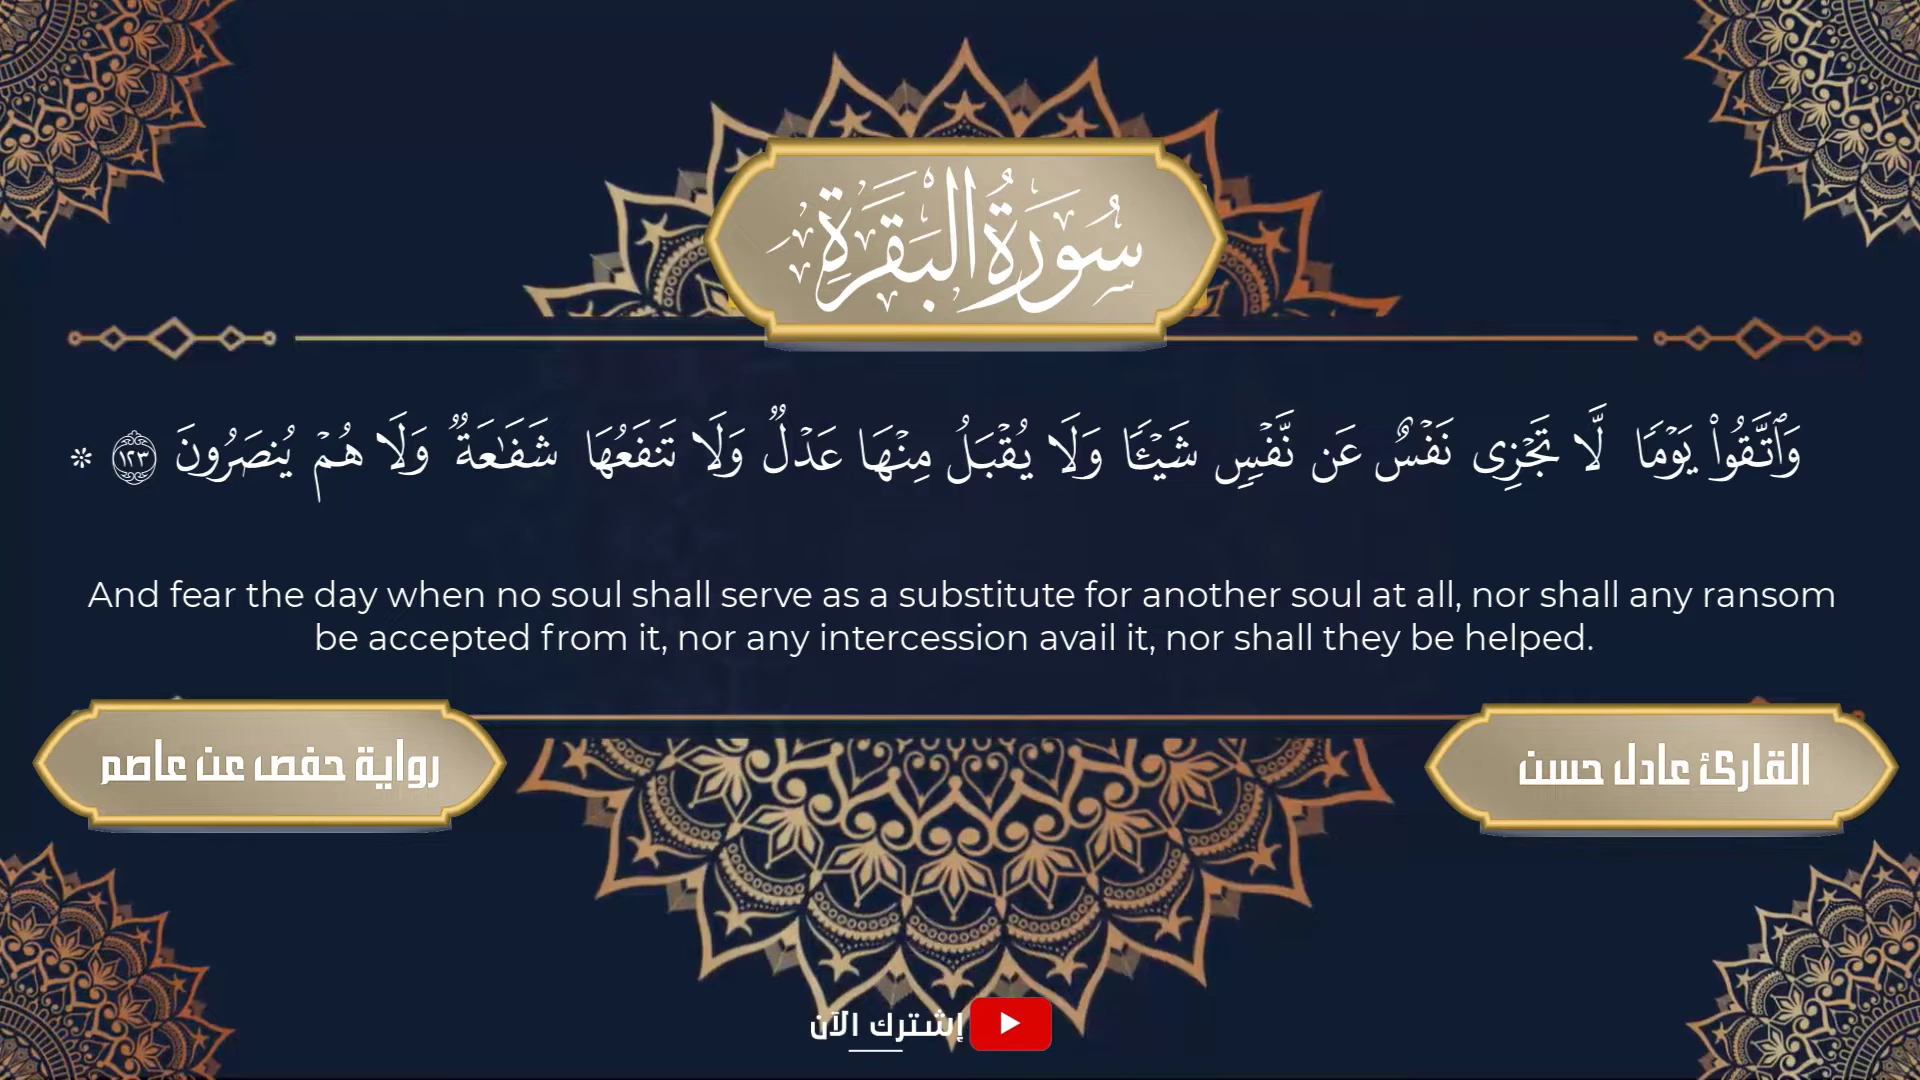 سُورَةُ البَقَرَةِ
وَٱتَّقُوا۟ يَوْمًا لَّا تَجْزِى نَفْسٌ عَن نَّفْسٍ شَيْـًٔا وَلَا يُقْبَلُ مِنْهَا عَدْلٌ وَلَا تَنفَعُهَا شَفَـٰعَةٌ وَلَا هُمْ يُنصَرُونَ ١٢٣ ۞
And fear the day when no soul shall serve as a substitute for another soul at all, nor shall any ransom
be accepted from it, nor any intercession avail it, nor shall they be helped.
القارئ عادل حسن
رواية حفص عن عاصم
إشترك الآن